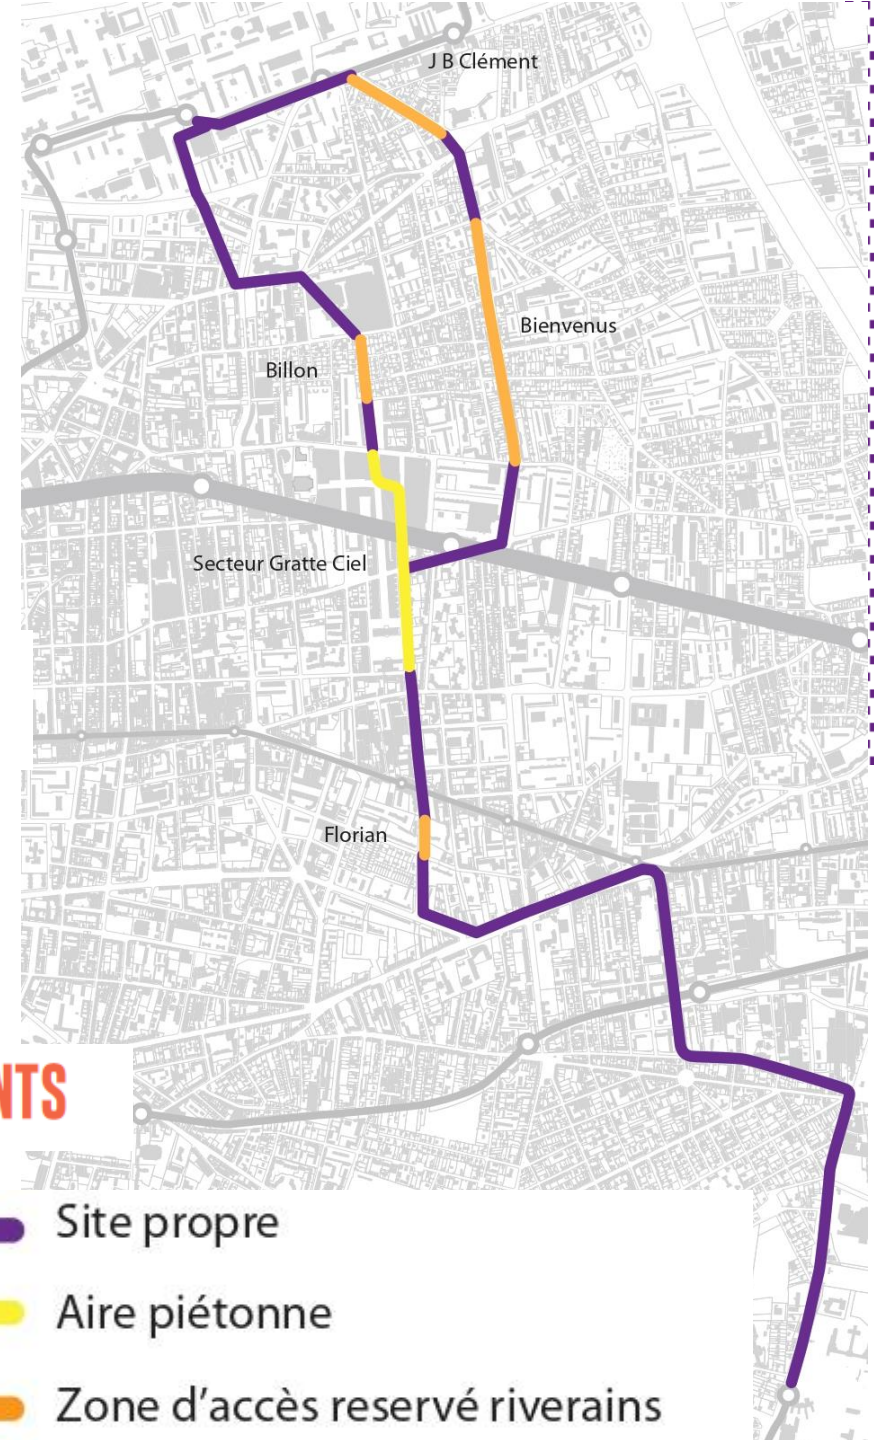 J B Clément
Bienvenus
Billon
Secteur Gratte Ciel
Florian
NTS
Site propre
Aire piétonne
Zone d’accès reservé riverains